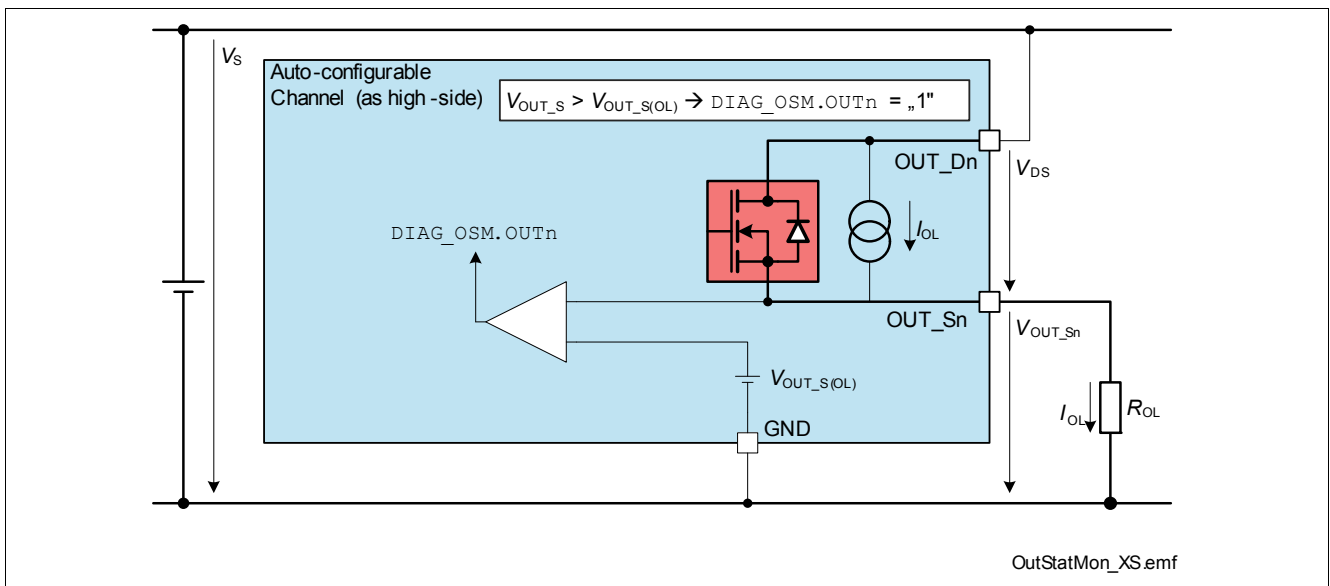 VS
Auto-configurable
Channel (as high -side)
VOUT_S > VOUT_S(OL) → DIAG_OSM.OUTn = „1"
OUT_Dn
VDS
IOL
DIAG_OSM.OUTn
OUT_Sn
VOUT_Sn
VOUT_S(OL)
IOL
ROL
GND
OutStatMon_XS.emf